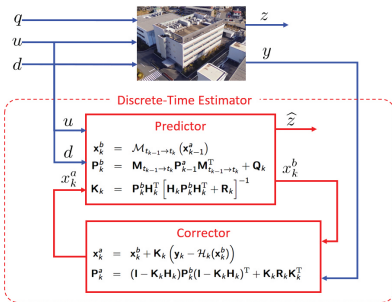 q
z
u
y
d
Discrete-Time Estimator
u
Predictor
ẑ
x_k^b = ℳ_{t_{k-1}→t_k} (x_{k-1}^a)
d
P_k^b = M_{t_{k-1}→t_k} P_{k-1}^a M_{t_{k-1}→t_k}^T + Q_k
x_k^a
x_k^b
K_k = P_k^b H_k^T [H_k P_k^b H_k^T + R_k]^{-1}
Corrector
x_k^a = x_k^b + K_k (y_k − ℋ_k(x_k^b))
P_k^a = (I − K_k H_k) P_k^b (I − K_k H_k)^T + K_k R_k K_k^T